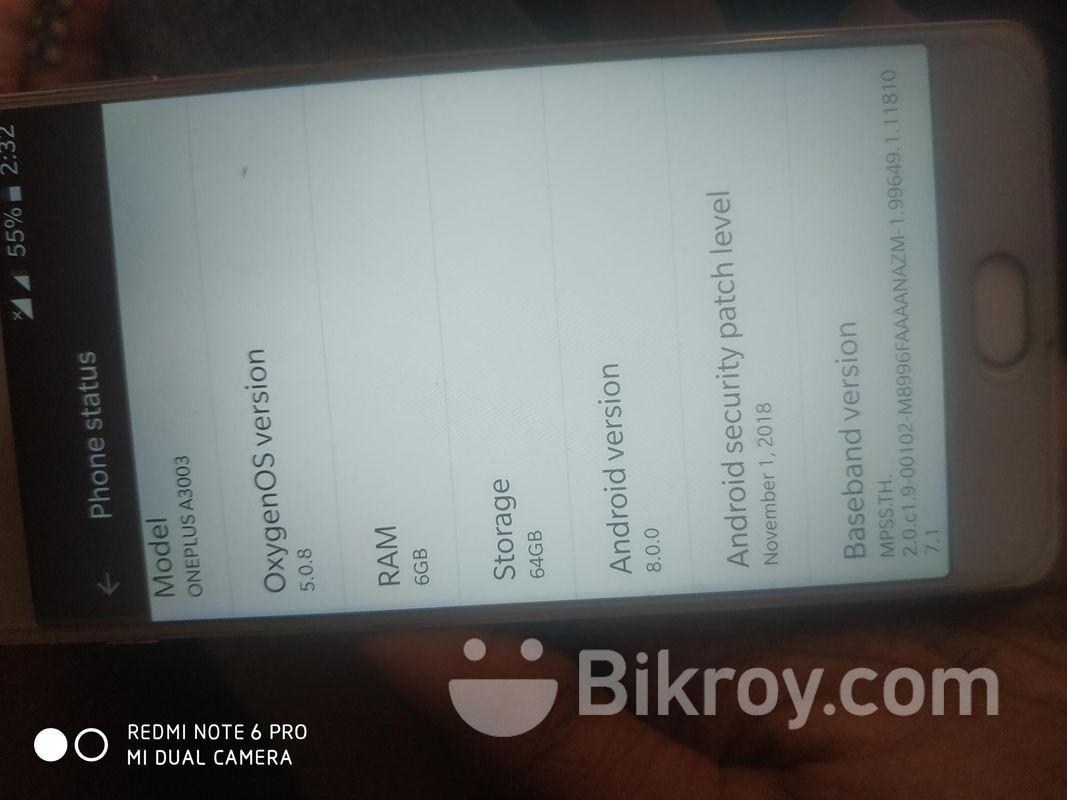 55% 2:32
Phone status
Model
ONEPLUS A3003
OxygenOS version
5.0.8
RAM
6GB
Storage
64GB
Android version
8.0.0
Android security patch level
November 1, 2018
Baseband version
MPSS.TH.
2.0.c1.9-00102-M8996FAAAANAZM-1.99649.1.11810
7.1
Bikroy.com
REDMI NOTE 6 PRO
MI DUAL CAMERA